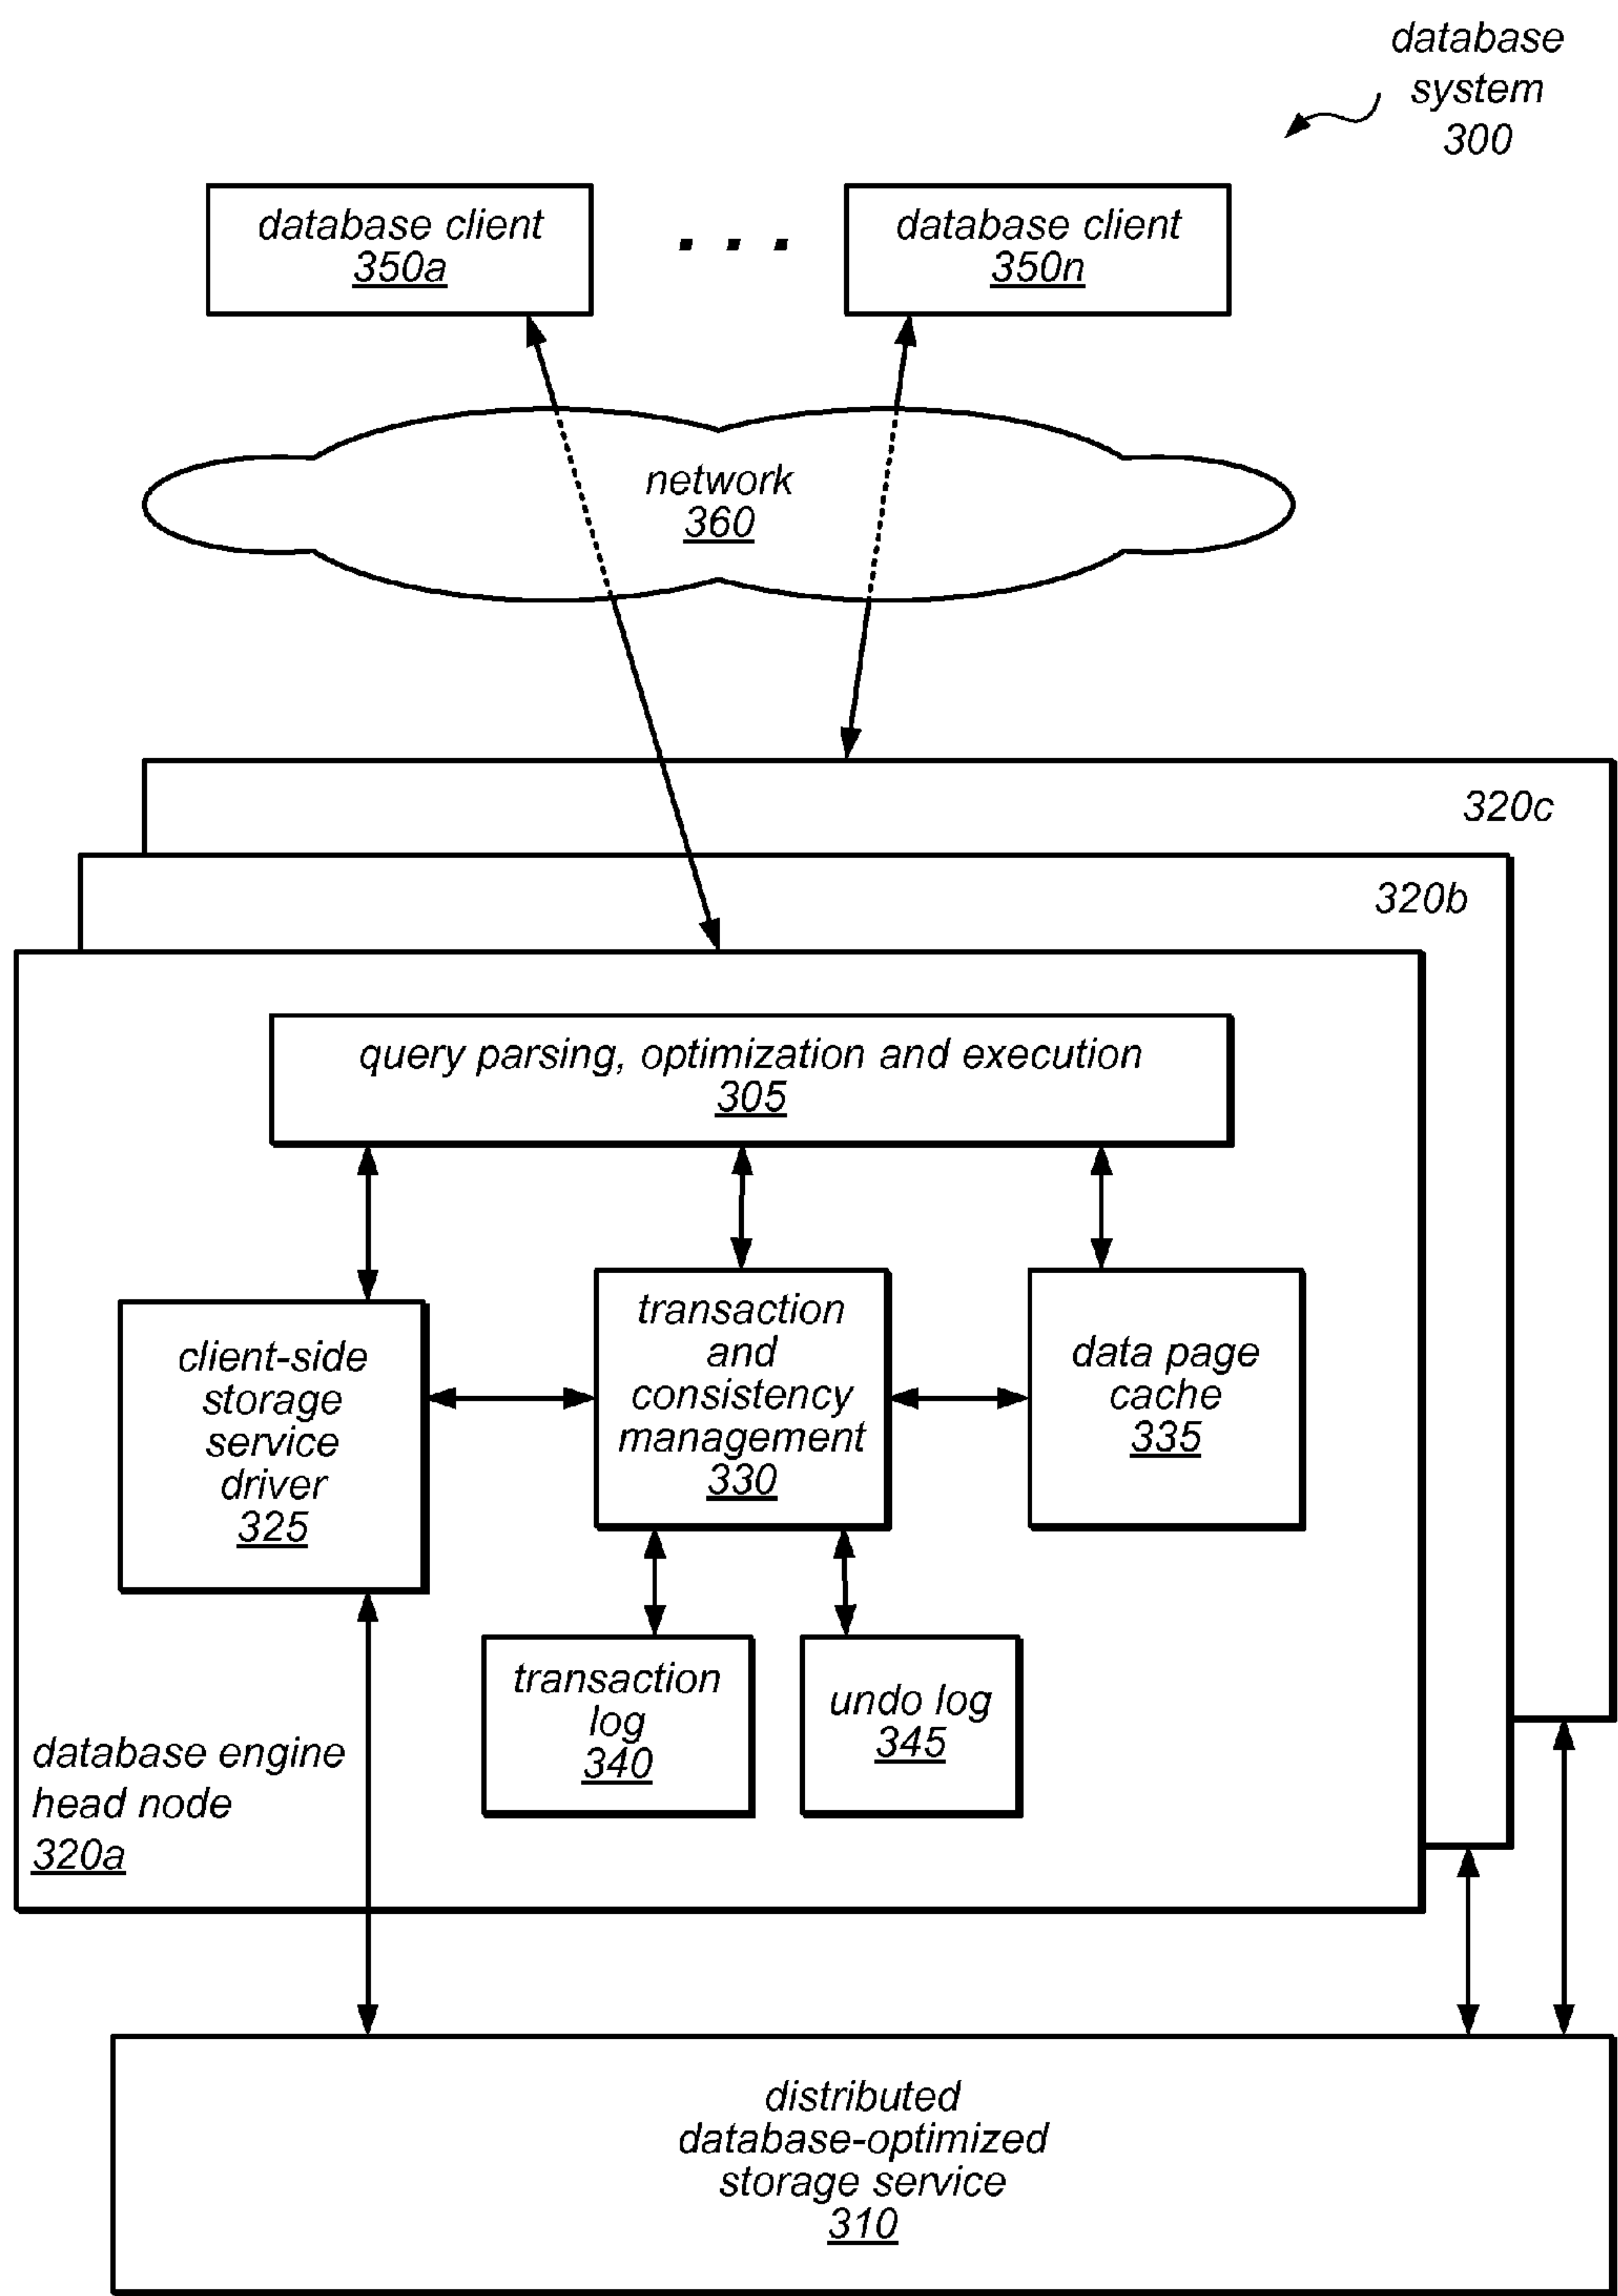 database
system
300
database client
350a
. . .
database client
350n
network
360
320c
320b
query parsing, optimization and execution
305
client-side
storage
service
driver
325
transaction
and
consistency
management
330
data page
cache
335
transaction
log
340
undo log
345
database engine
head node
320a
distributed
database-optimized
storage service
310